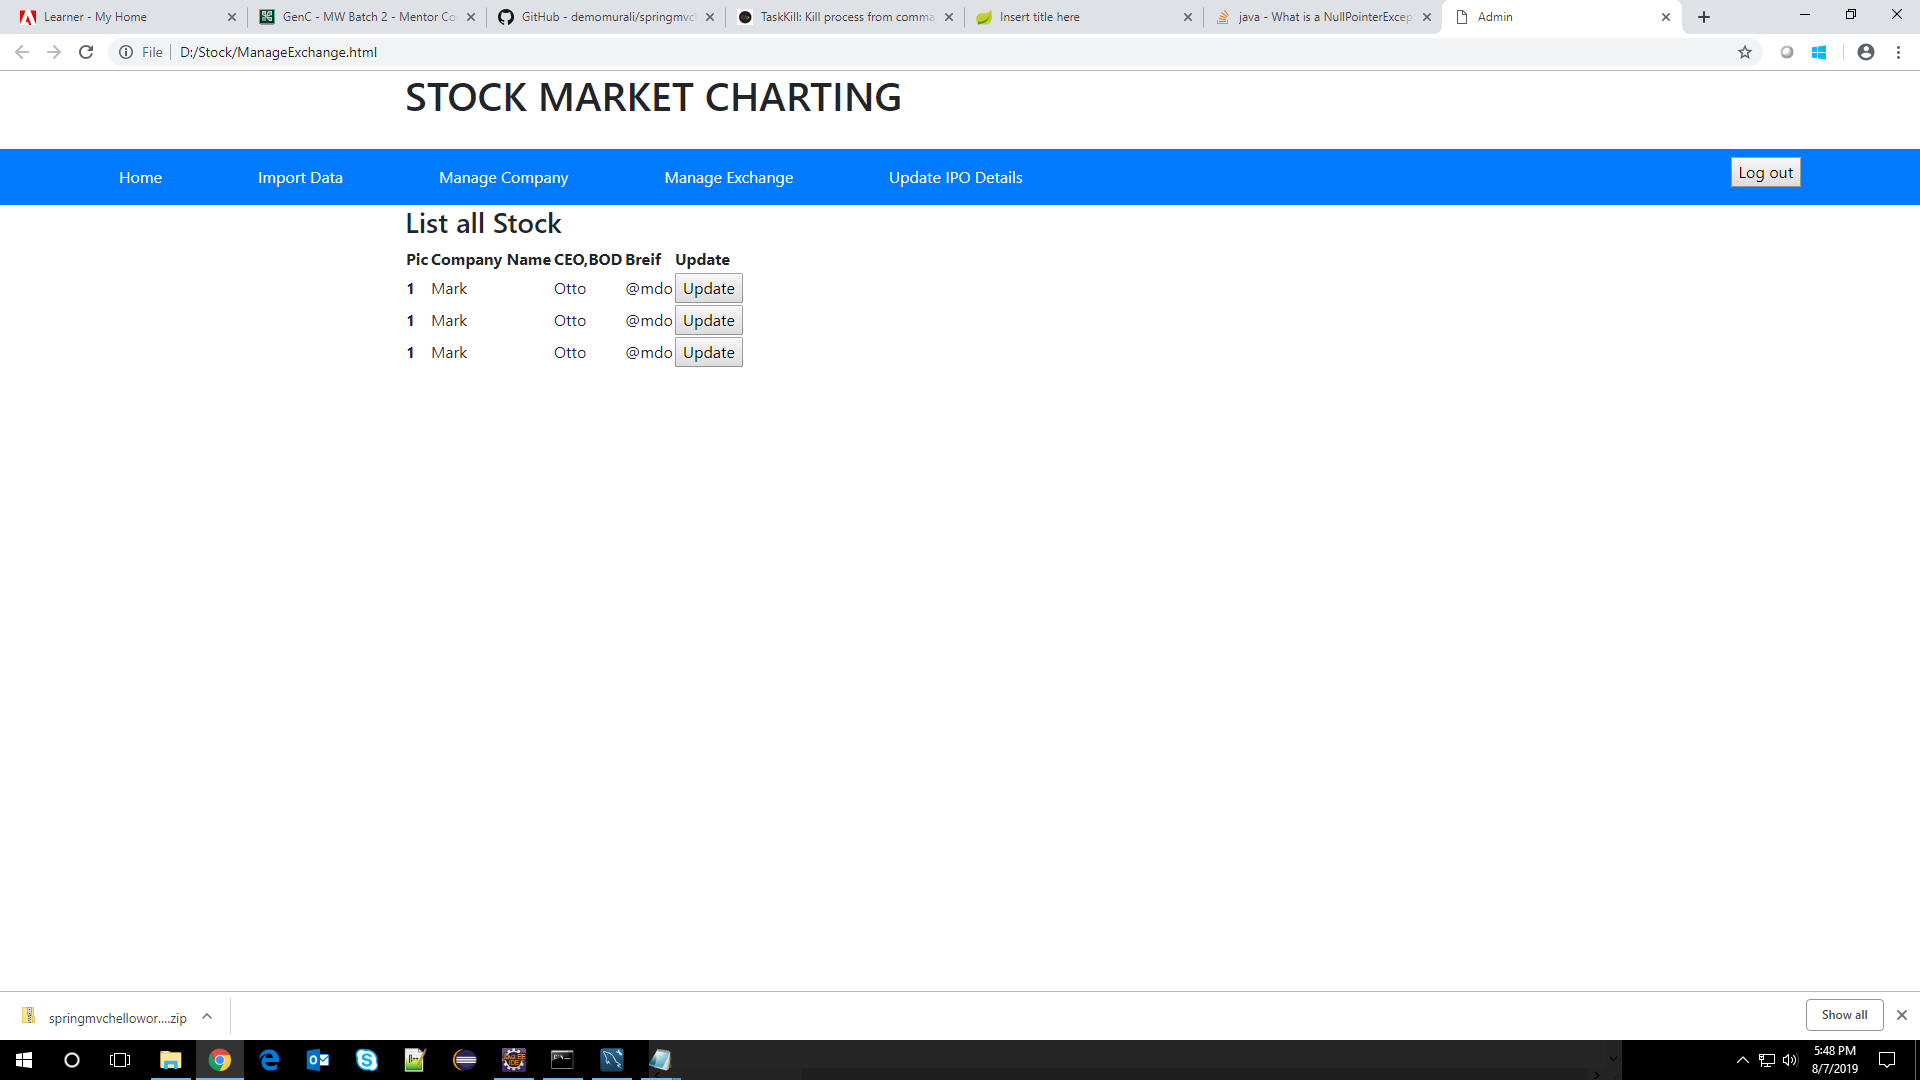 Learner - My Home
GenC - MW Batch 2 - Mentor Co
GitHub - demomurali/springmvc
TaskKill: Kill process from comma
Insert title here
java - What is a NullPointerExcep
Admin
File D:/Stock/ManageExchange.html
STOCK MARKET CHARTING
Home Import Data Manage Company Manage Exchange Update IPO Details Log out
List all Stock
Pic Company Name CEO,BOD Breif Update
1 Mark Otto @mdo Update
1 Mark Otto @mdo Update
1 Mark Otto @mdo Update
springmvchellowor....zip
Show all
5:48 PM
8/7/2019